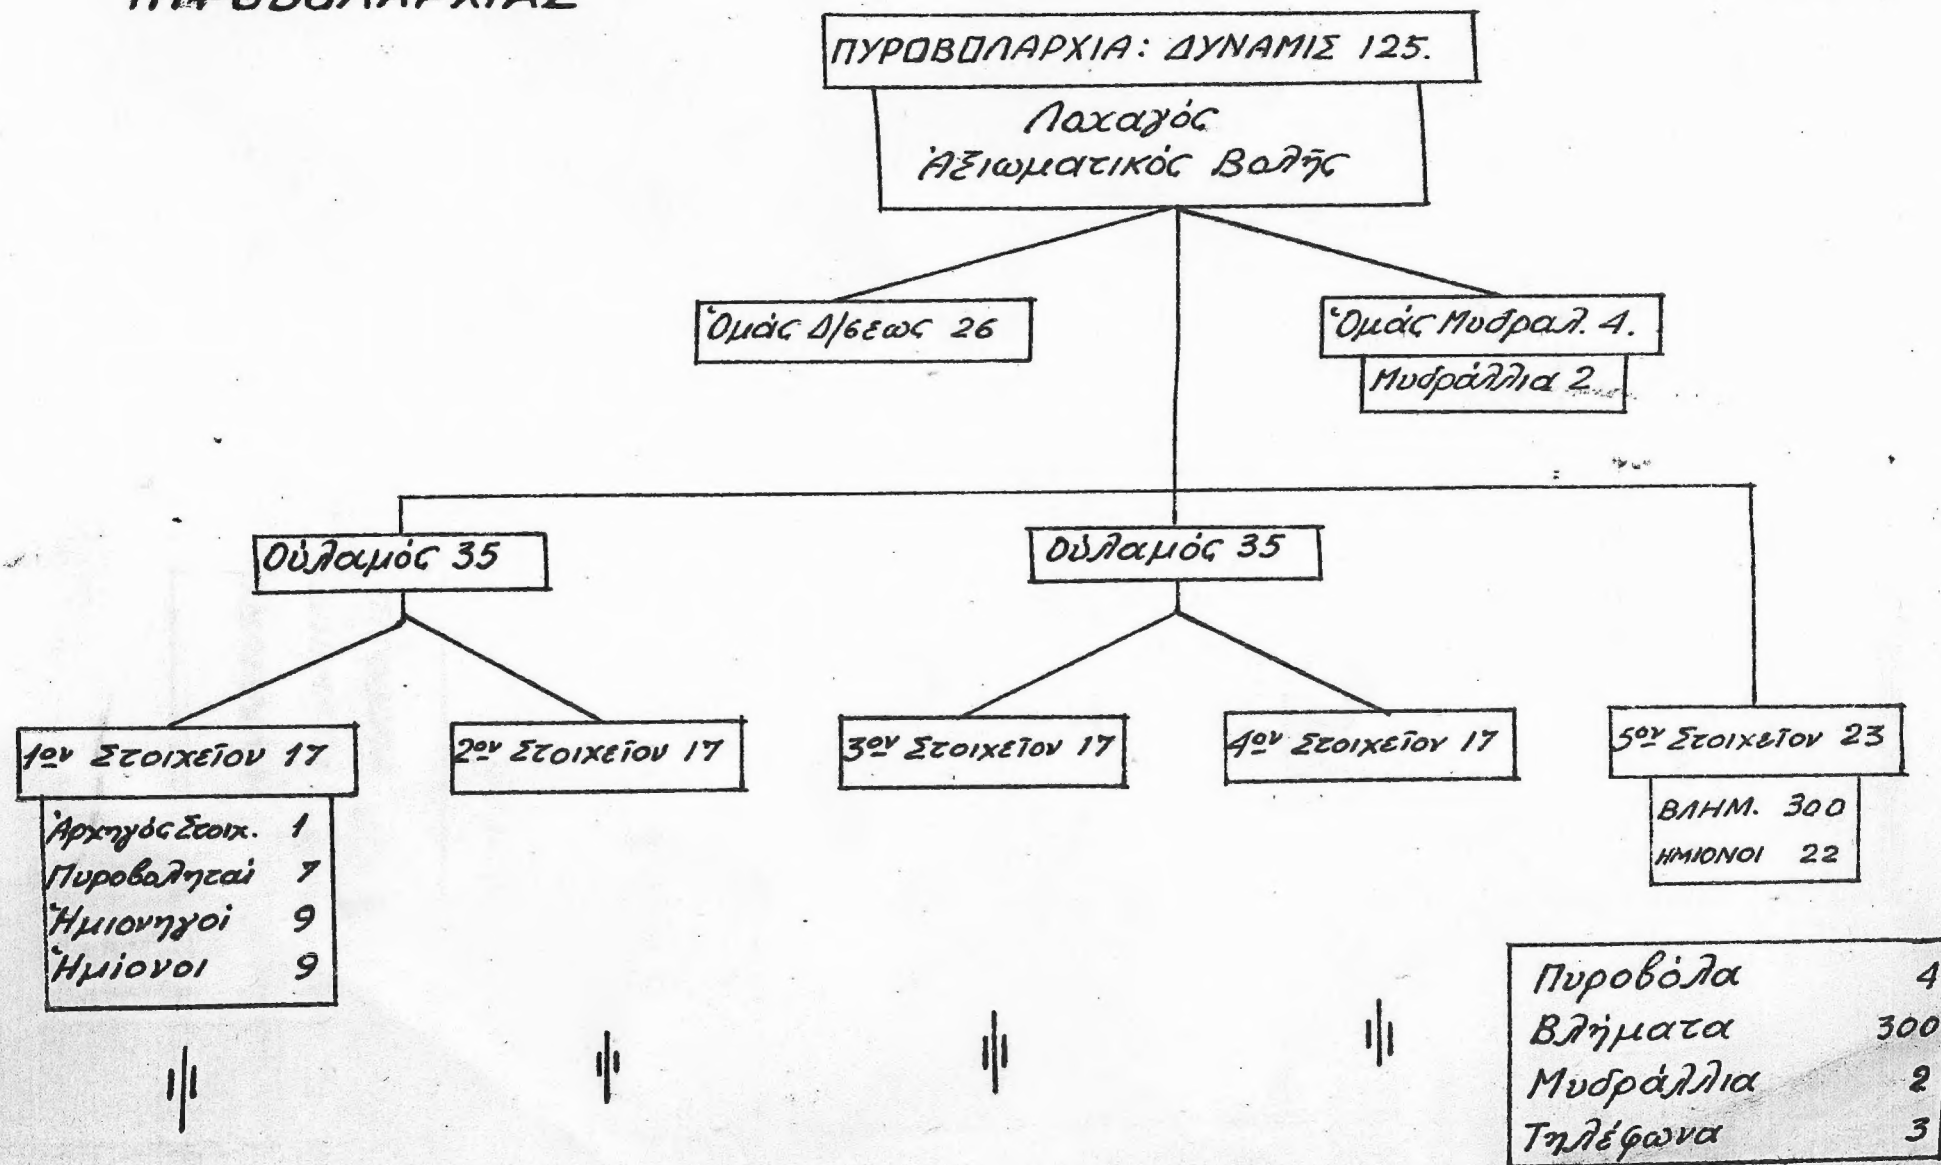 ΠΥΡΟΒΟΛΑΡΧΙΑΣ
ΠΥΡΟΒΟΛΑΡΧΙΑ: ΔΥΝΑΜΙΣ 125.
Λοχαγός
Ἀξιωματικός Βολῆς
Ὁμάς Δ/σεως 26
Ὁμάς Μυδραλ. 4.
Μυδράλλια 2
Οὐλαμός 35
Οὐλαμός 35
1ον Στοιχεῖον 17
2ον Στοιχεῖον 17
3ον Στοιχεῖον 17
4ον Στοιχεῖον 17
5ον Στοιχεῖον 23
Ἀρχηγός Στοιχ. 1
Πυροβοληταί 7
Ἡμιονηγοί 9
Ἡμίονοι 9
ΒΛΗΜ. 300
ΗΜΙΟΝΟΙ 22
Πυροβόλα 4
Βλήματα 300
Μυδράλλια 2
Τηλέφωνα 3